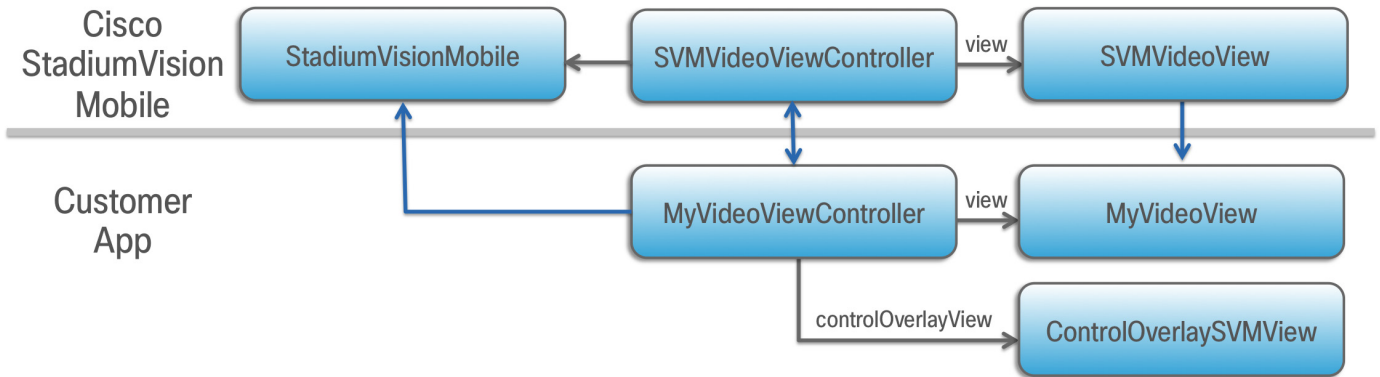 Cisco
StadiumVision
Mobile
StadiumVisionMobile
SVMVideoViewController
view
SVMVideoView
Customer
App
MyVideoViewController
view
MyVideoView
controlOverlayView
ControlOverlaySVMView